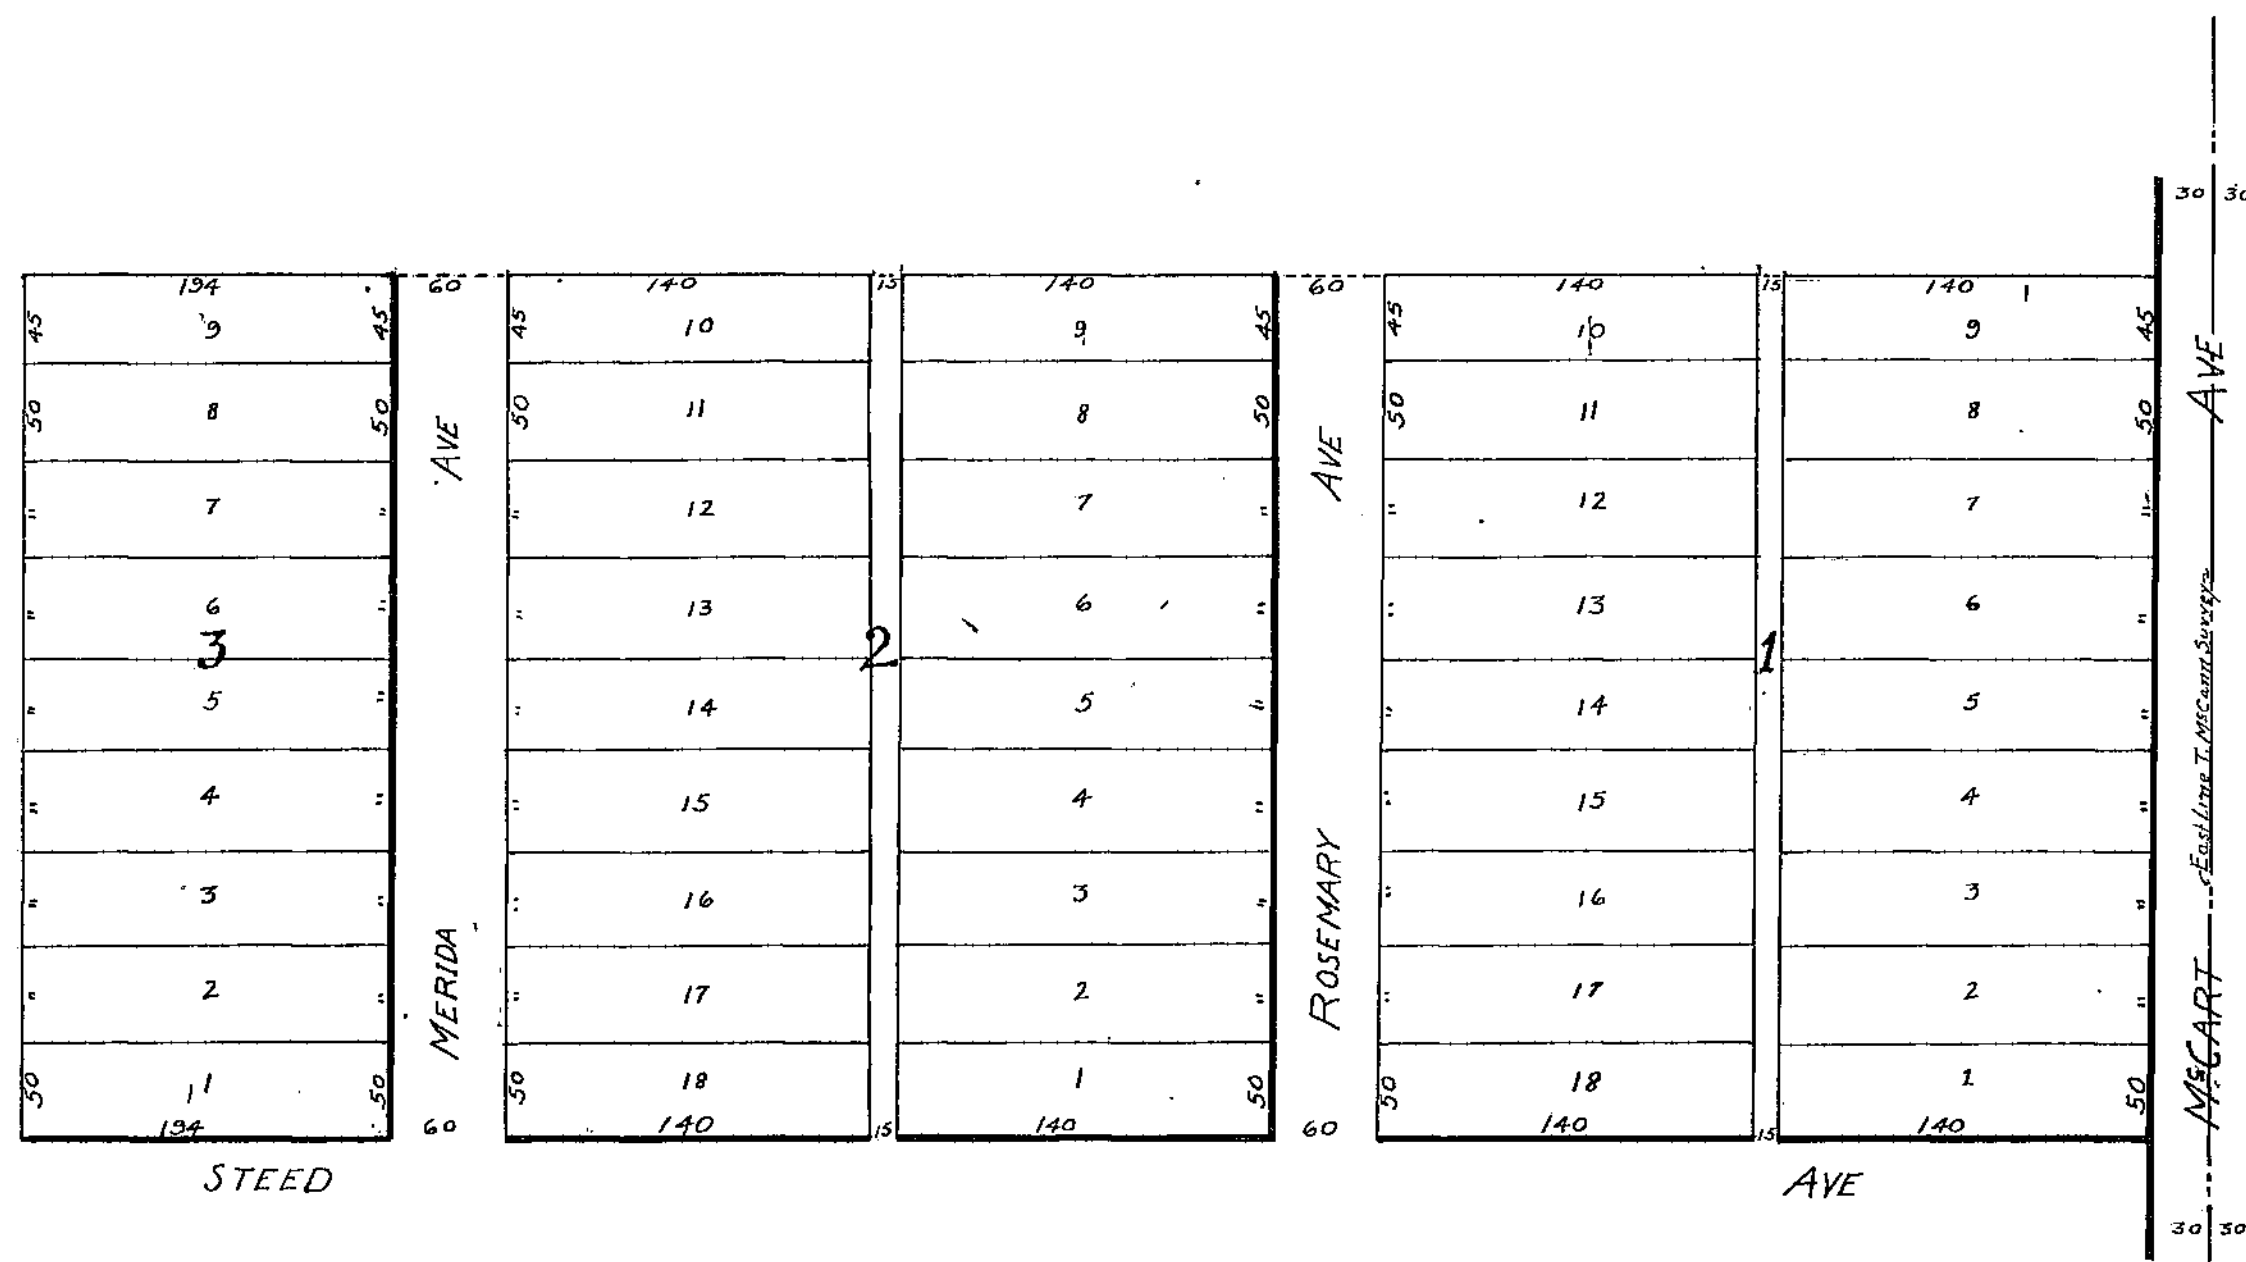 30 30
194 60 140 15 140 60 140 15 140
45 9 45 45 10 9 45 45 10 9 45
50 8 50 50 11 8 50 50 11 8 50
AVE AVE AVE
" 7 " " 12 7 " " 12 7 "
" 6 " " 13 6 " " 13 6 "
3 2 1
East Line T. McCann Survey
" 5 " " 14 5 " " 14 5 "
" 4 " " 15 4 " " 15 4 "
" 3 " " 16 3 " " 16 3 "
MERIDA ROSEMARY McCART
" 2 " " 17 2 " " 17 2 "
50 1 50 50 18 1 50 50 18 1 50
194 60 140 15 140 60 140 15 140
STEED AVE
30 30